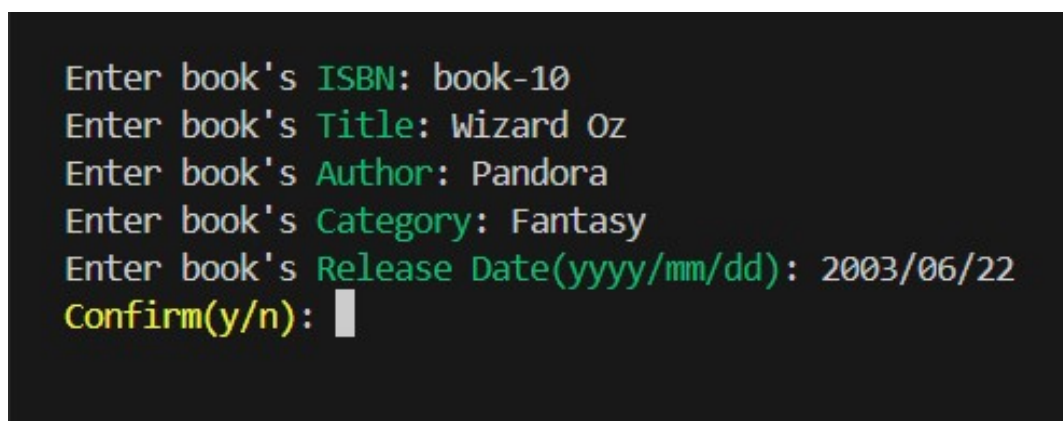 Enter book's ISBN: book-10
Enter book's Title: Wizard Oz
Enter book's Author: Pandora
Enter book's Category: Fantasy
Enter book's Release Date(yyyy/mm/dd): 2003/06/22
Confirm(y/n):